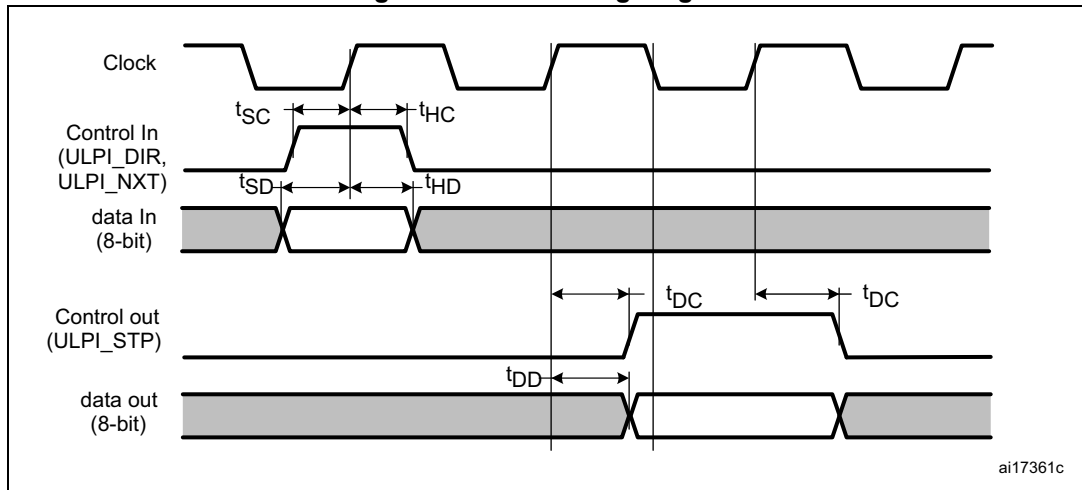 Clock
tSC
tHC
Control In
(ULPI_DIR,
ULPI_NXT)
tSD
tHD
data In
(8-bit)
tDC
tDC
Control out
(ULPI_STP)
tDD
data out
(8-bit)
ai17361c